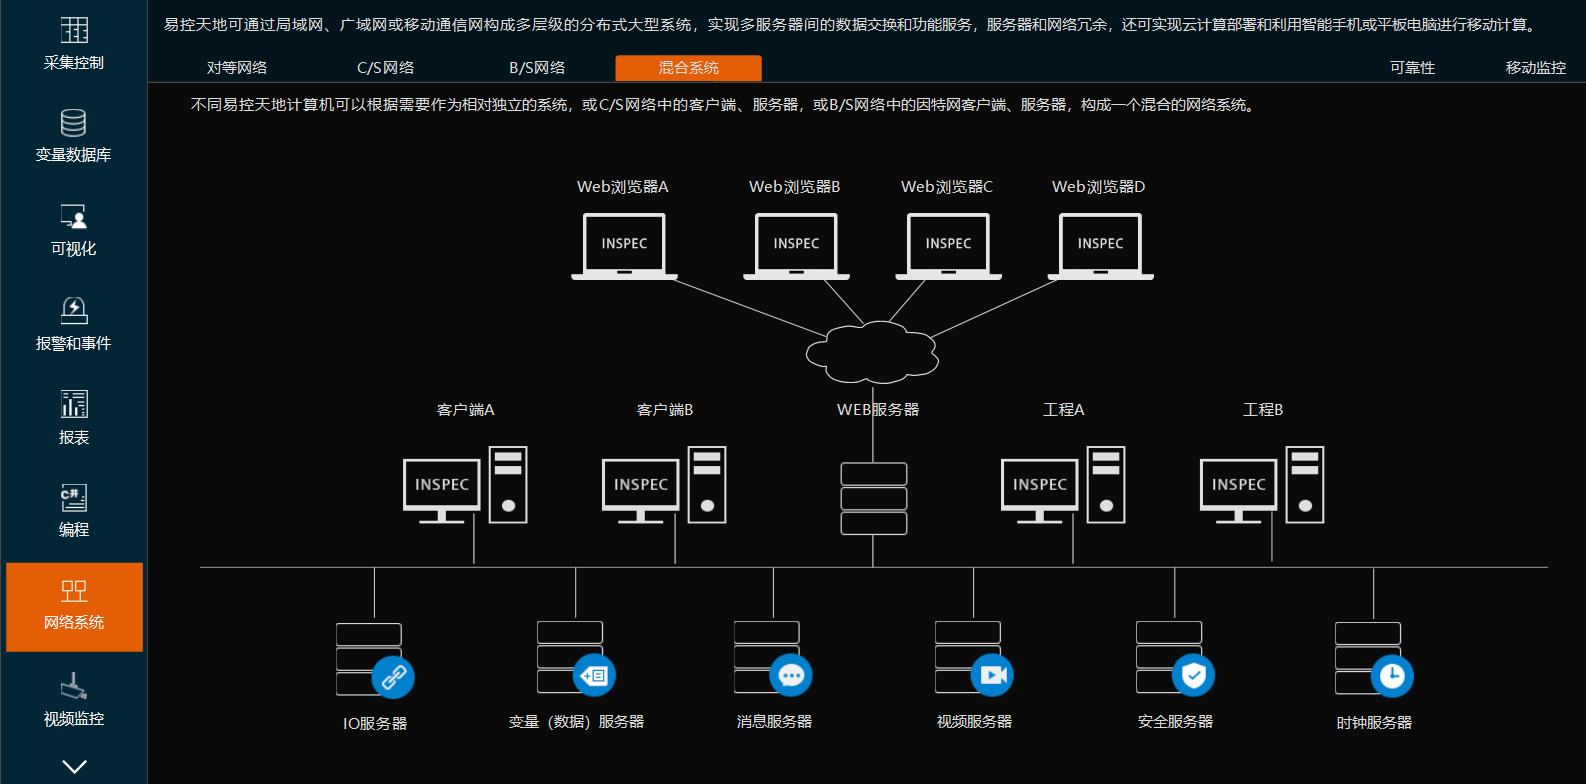 易控天地可通过局域网、广域网或移动通信网构成多层级的分布式大型系统，实现多服务器间的数据交换和功能服务，服务器和网络冗余，还可实现云计算部署和利用智能手机或平板电脑进行移动计算。
对等网络 C/S网络 B/S网络 混合系统 可靠性 移动监控
不同易控天地计算机可以根据需要作为相对独立的系统，或C/S网络中的客户端、服务器，或B/S网络中的因特网客户端、服务器，构成一个混合的网络系统。
采集控制
变量数据库
可视化
报警和事件
报表
C#
编程
网络系统
视频监控
Web浏览器A Web浏览器B Web浏览器C Web浏览器D
INSPEC INSPEC INSPEC INSPEC
客户端A 客户端B WEB服务器 工程A 工程B
INSPEC INSPEC INSPEC INSPEC
IO服务器 变量（数据）服务器 消息服务器 视频服务器 安全服务器 时钟服务器